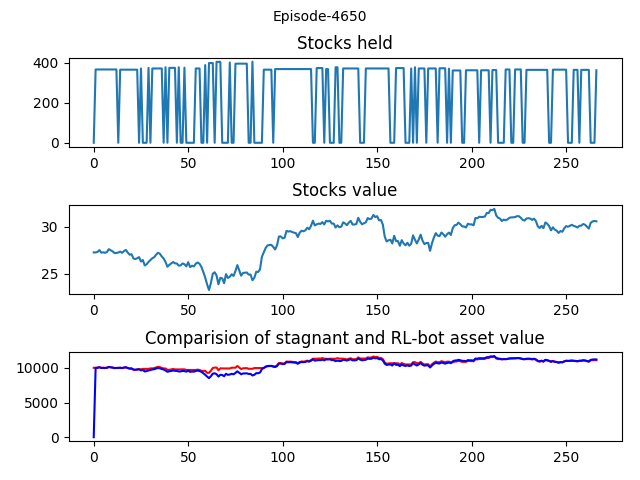 Episode-4650
Stocks held
400
200
0
0 50 100 150 200 250
Stocks value
30
25
0 50 100 150 200 250
Comparision of stagnant and RL-bot asset value
10000
5000
0
0 50 100 150 200 250